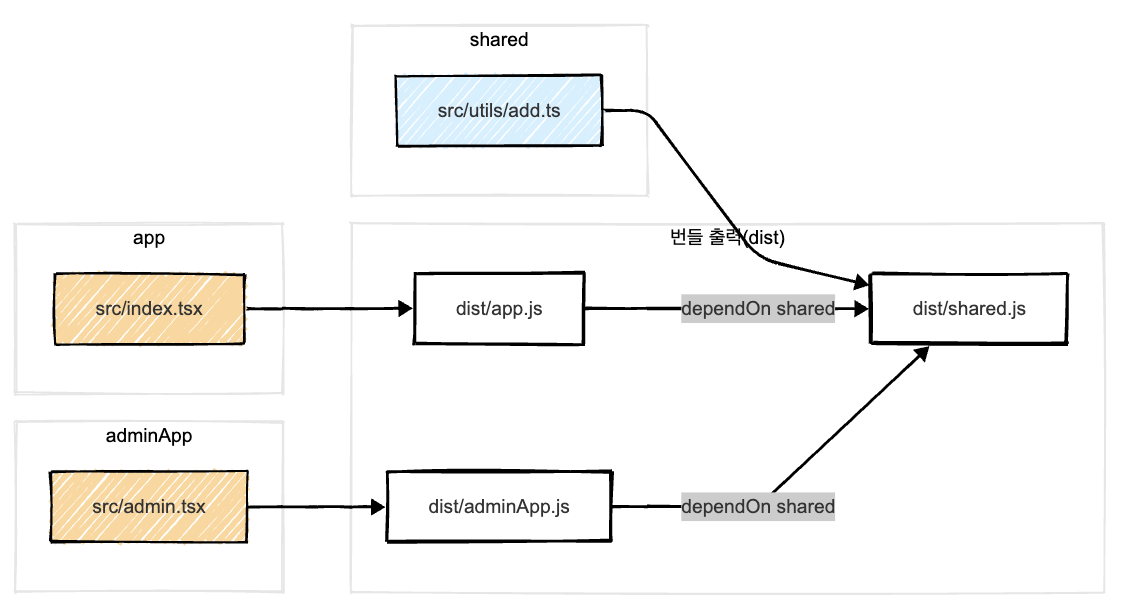 shared
src/utils/add.ts
app
번들 출력(dist)
src/index.tsx
dist/app.js
dependOn shared
dist/shared.js
adminApp
src/admin.tsx
dist/adminApp.js
dependOn shared